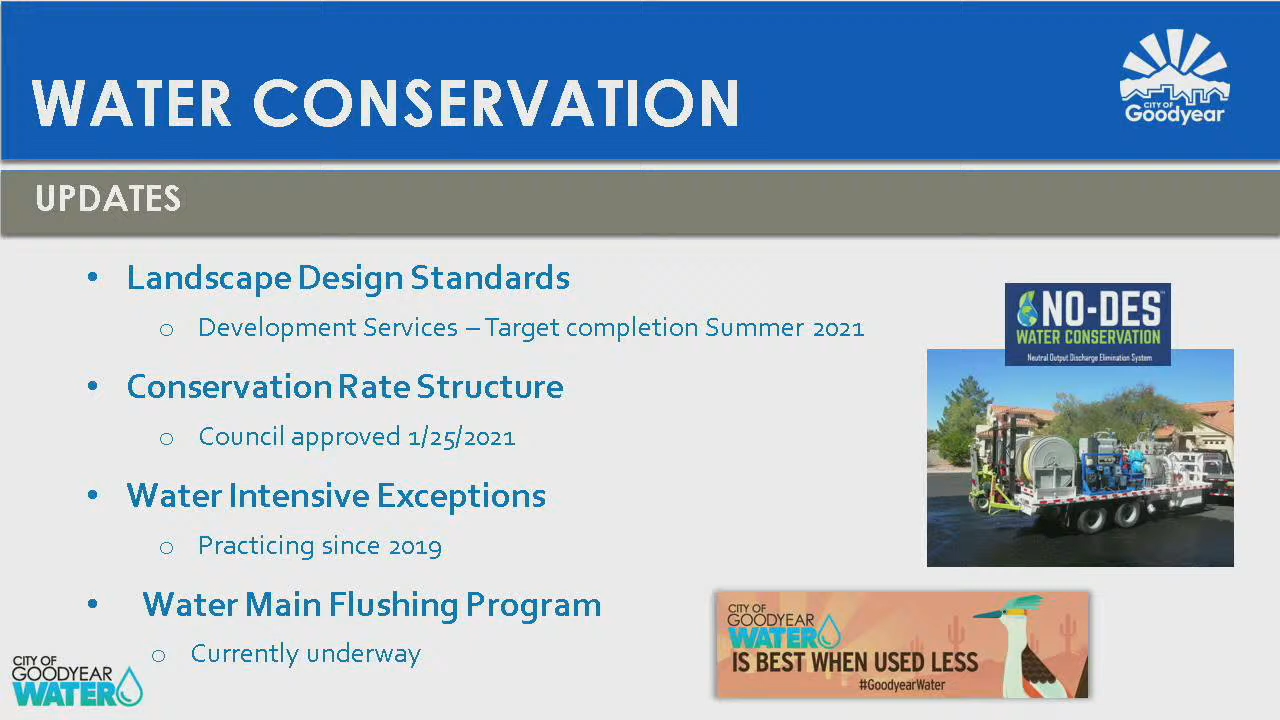 WATER CONSERVATION
CITY OF
Goodyear
UPDATES
• Landscape Design Standards
o Development Services – Target completion Summer 2021
• Conservation Rate Structure
o Council approved 1/25/2021
• Water Intensive Exceptions
o Practicing since 2019
• Water Main Flushing Program
o Currently underway
NO-DES
WATER CONSERVATION
Neutral Output Discharge Elimination System
CITY OF
GOODYEAR
WATER
IS BEST WHEN USED LESS
#GoodyearWater
CITY OF
GOODYEAR
WATER